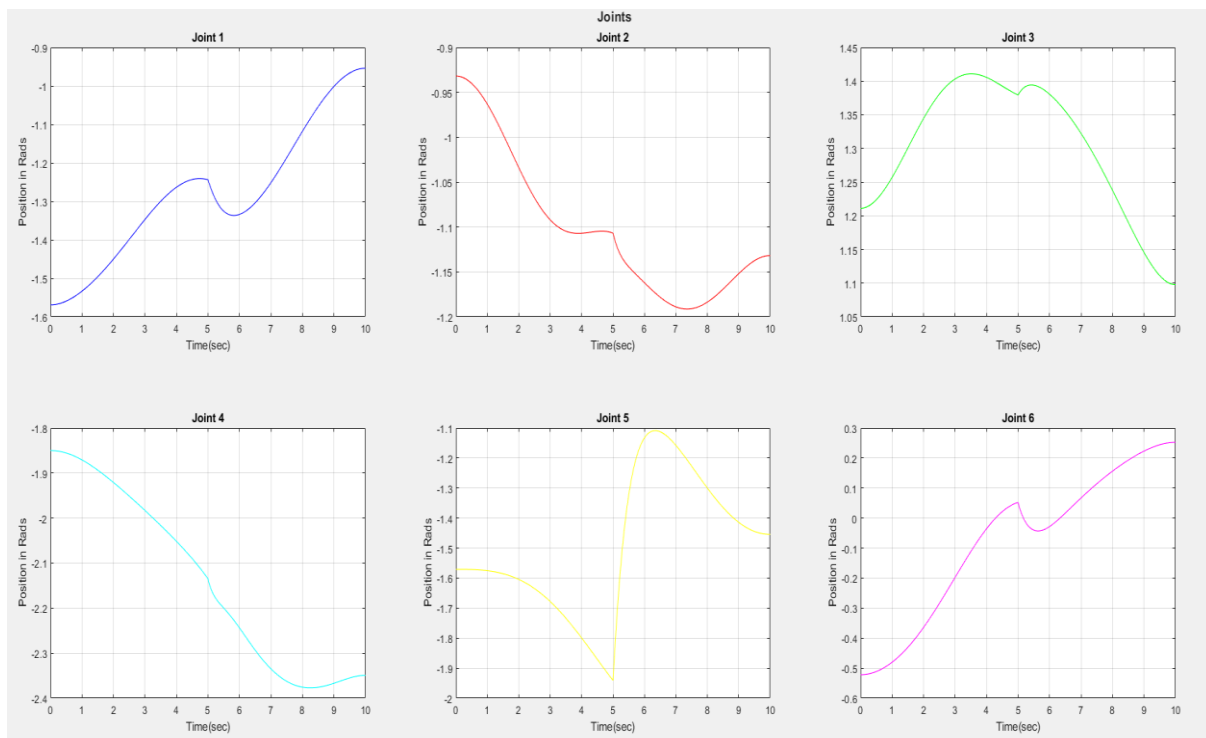 Joints
Joint 1
Position in Rads
-0.9
-1
-1.1
-1.2
-1.3
-1.4
-1.5
-1.6
0 1 2 3 4 5 6 7 8 9 10
Time(sec)
Joint 2
Position in Rads
-0.9
-0.95
-1
-1.05
-1.1
-1.15
-1.2
0 1 2 3 4 5 6 7 8 9 10
Time(sec)
Joint 3
Position in Rads
1.45
1.4
1.35
1.3
1.25
1.2
1.15
1.1
1.05
0 1 2 3 4 5 6 7 8 9 10
Time(sec)
Joint 4
Position in Rads
-1.8
-1.9
-2
-2.1
-2.2
-2.3
-2.4
0 1 2 3 4 5 6 7 8 9 10
Time(sec)
Joint 5
Position in Rads
-1.1
-1.2
-1.3
-1.4
-1.5
-1.6
-1.7
-1.8
-1.9
-2
0 1 2 3 4 5 6 7 8 9 10
Time(sec)
Joint 6
Position in Rads
0.3
0.2
0.1
0
-0.1
-0.2
-0.3
-0.4
-0.5
-0.6
0 1 2 3 4 5 6 7 8 9 10
Time(sec)